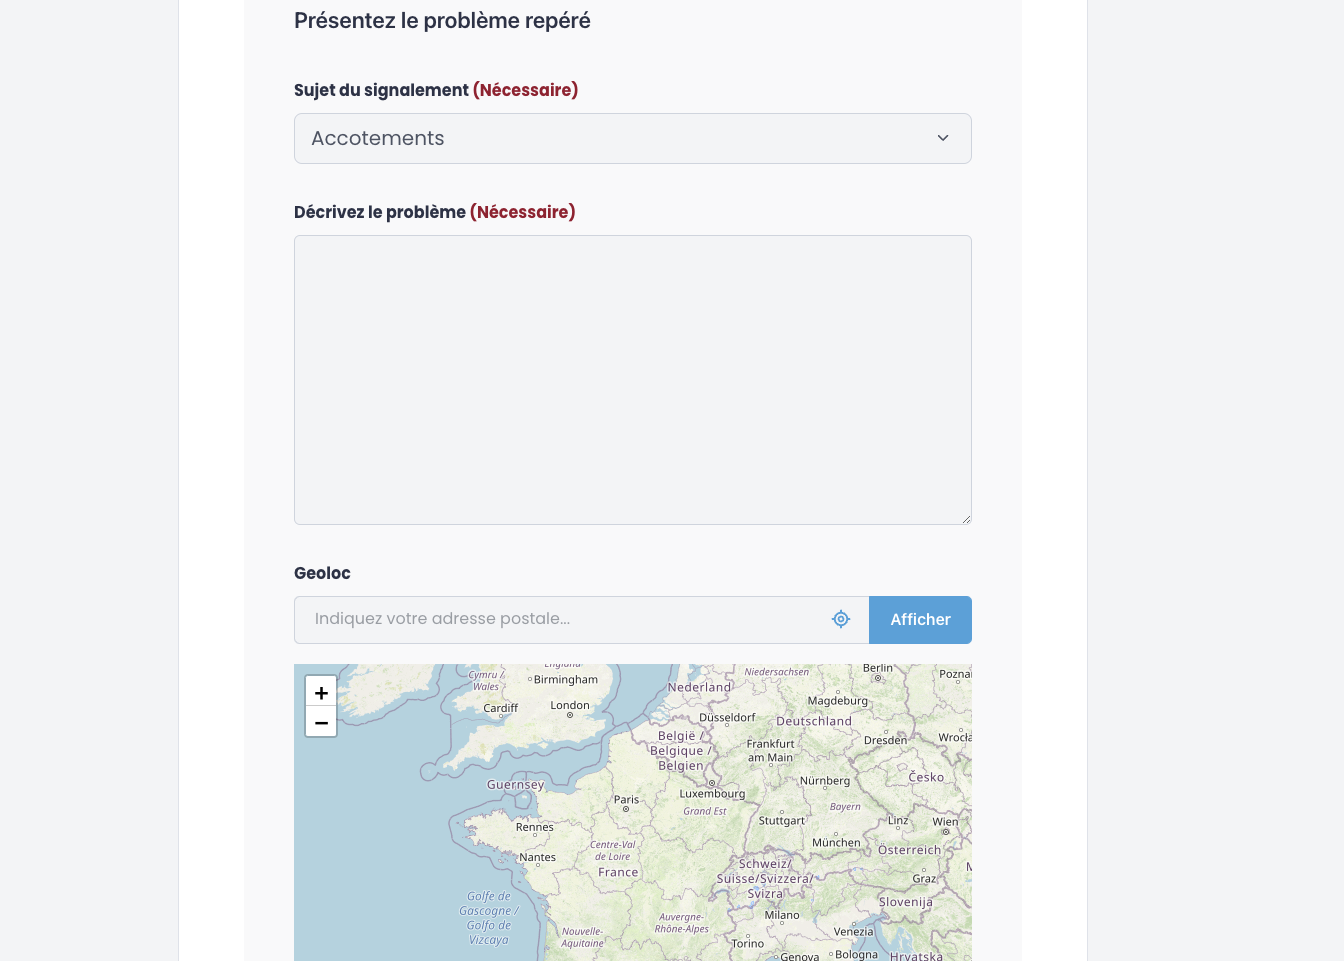 Présentez le problème repéré
Sujet du signalement (Nécessaire)
Accotements
Décrivez le problème (Nécessaire)
Geoloc
Indiquez votre adresse postale...
Afficher
+
−
England
Cymru /
Wales
Birmingham
Cardiff
London
Guernsey
Nederland
Niedersachsen
Berlin
Magdeburg
Düsseldorf
Deutschland
België /
Belgique /
Belgien
Frankfurt
am Main
Dresden
Nürnberg
Česko
Luxembourg
Paris
Grand Est
Bayern
Rennes
Stuttgart
Linz
Wien
Nantes
Centre-Val
de Loire
France
München
Österreich
Schweiz/
Suisse/Svizzera/
Svizra
Graz
Golfe de
Gascogne /
Golfo de
Vizcaya
Auvergne-
Rhône-Alpes
Milano
Slovenija
Nouvelle-
Aquitaine
Torino
Venezia
Genova
Bologna
Hrvatska